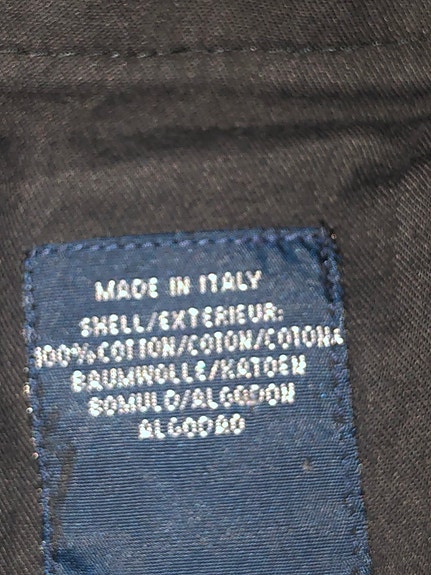 MADE IN ITALY
SHELL/EXTERIEUR:
100%COTTON/COTON/COTONE
BAUMWOLLE/KATOEN
BOMULD/ALGODON
ALGODAO